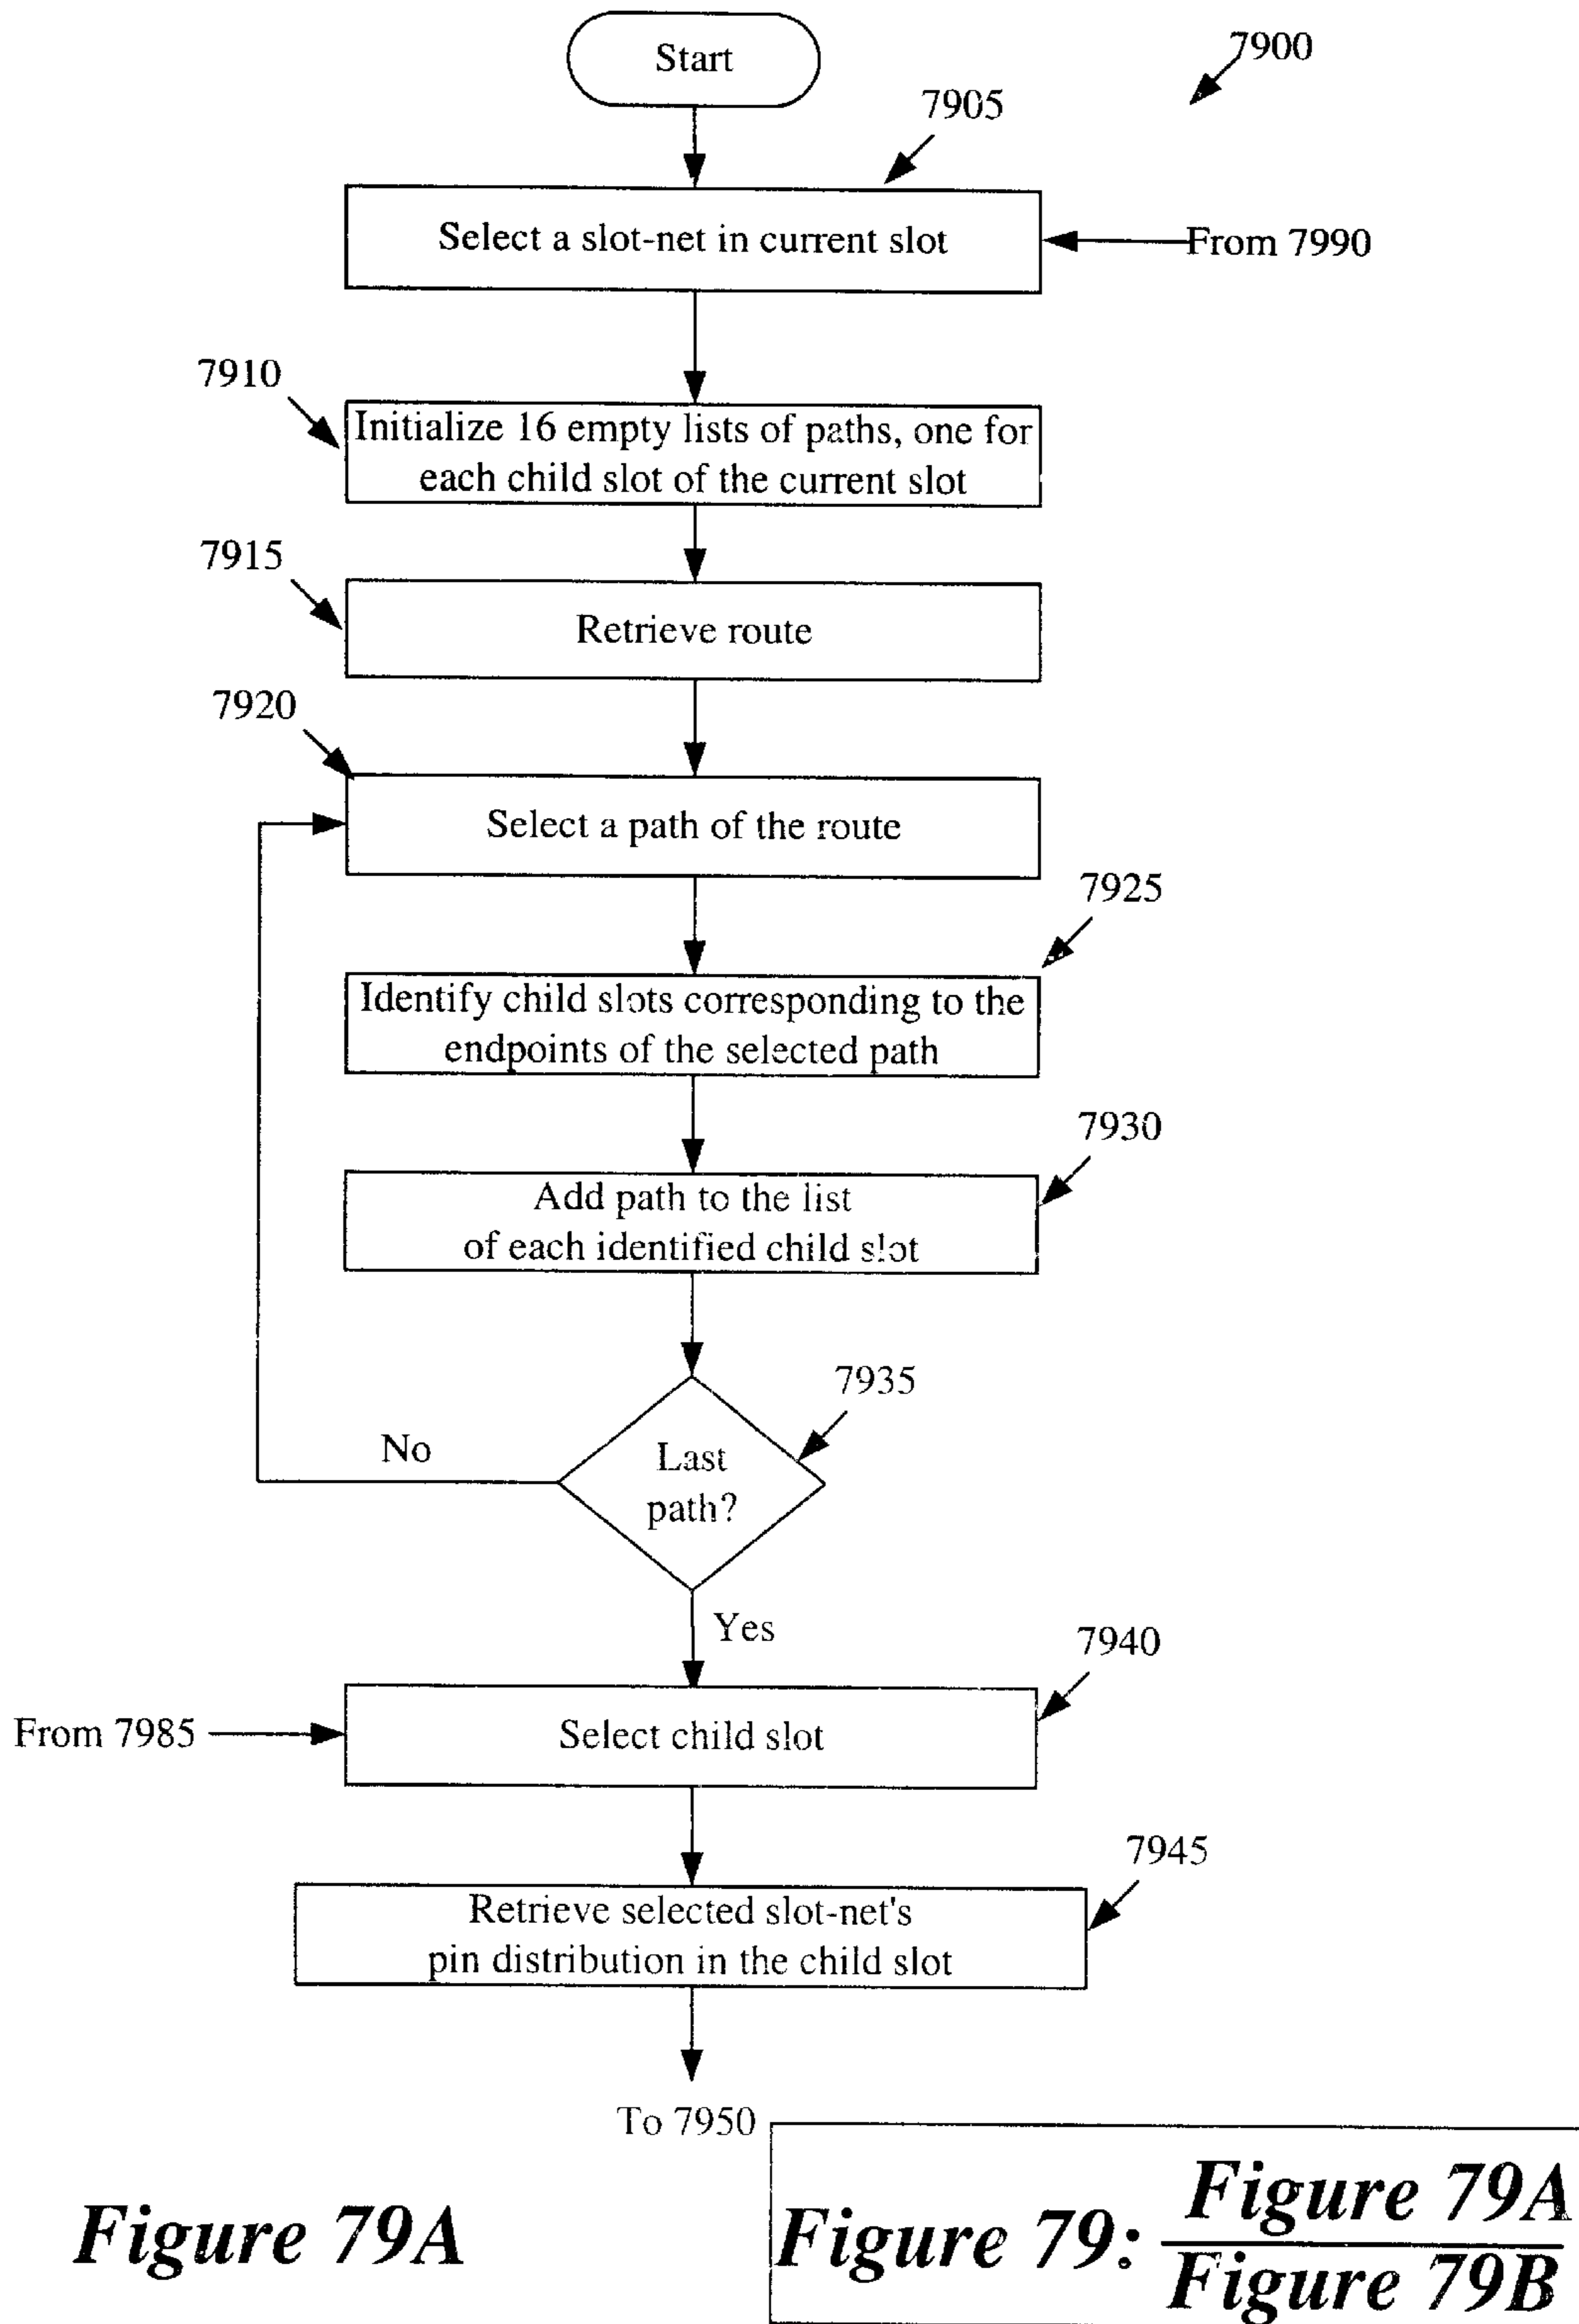 Start
7900
7905
Select a slot-net in current slot
From 7990
7910
Initialize 16 empty lists of paths, one for
each child slot of the current slot
7915
Retrieve route
7920
Select a path of the route
7925
Identify child slots corresponding to the
endpoints of the selected path
7930
Add path to the list
of each identified child slot
7935
No
Last
path?
Yes
7940
From 7985
Select child slot
7945
Retrieve selected slot-net's
pin distribution in the child slot
To 7950
Figure 79A
Figure 79:
Figure 79A
Figure 79B